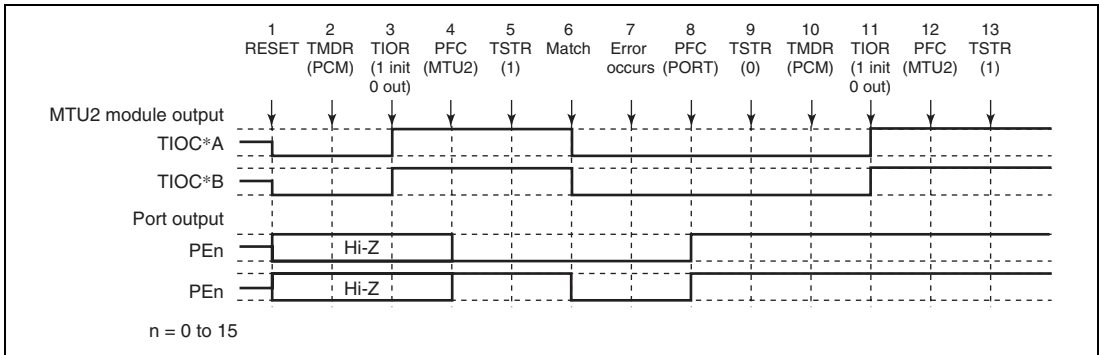 1 2 3 4 5 6 7 8 9 10 11 12 13
RESET TMDR TIOR PFC TSTR Match Error PFC TSTR TMDR TIOR PFC TSTR
(PCM) (1 init (MTU2) (1) occurs (PORT) (0) (PCM) (1 init (MTU2) (1)
0 out) 0 out)
MTU2 module output
TIOC*A
TIOC*B
Port output
PEn Hi-Z
PEn Hi-Z
n = 0 to 15